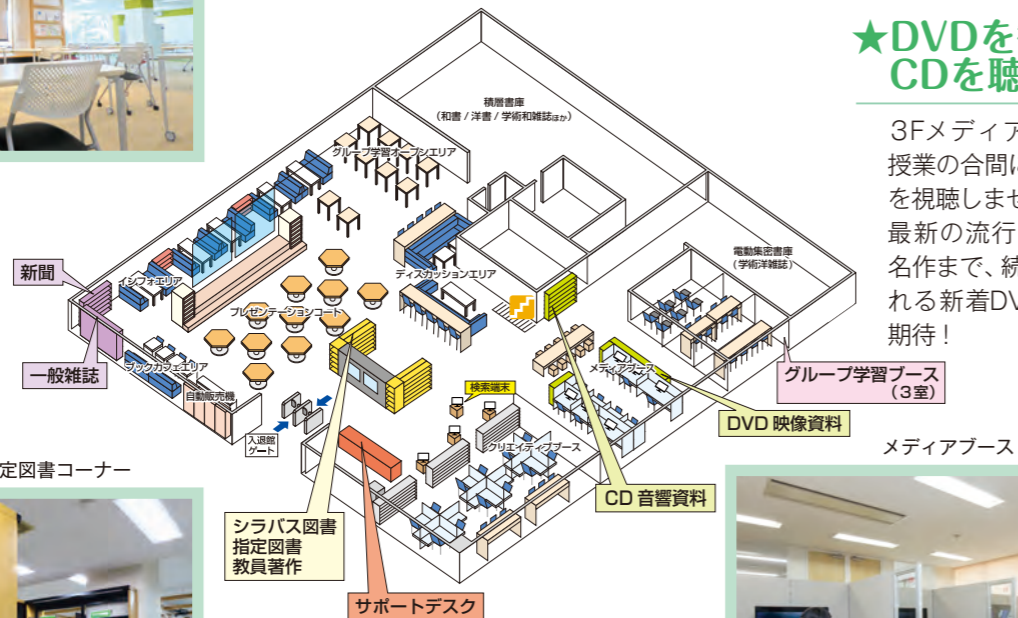 ★DVDを
CDを聴
3Fメディア
授業の合間に
を視聴しませ
最新の流行
名作まで、続
れる新着DV
期待！
積層書庫
（和書 / 洋書 / 学術和雑誌ほか）
グループ学習オープンエリア
電動集密書庫
（学術洋雑誌）
新聞
インフォエリア
ディスカッションエリア
プレゼンテーションコート
一般雑誌
ブックカフェエリア
自動販売機
メディアブース
グループ学習ブース
（3室）
検索端末
DVD 映像資料
入退館
ゲート
クリエイティブブース
メディアブース
定図書コーナー
CD 音響資料
シラバス図書
指定図書
教員著作
サポートデスク